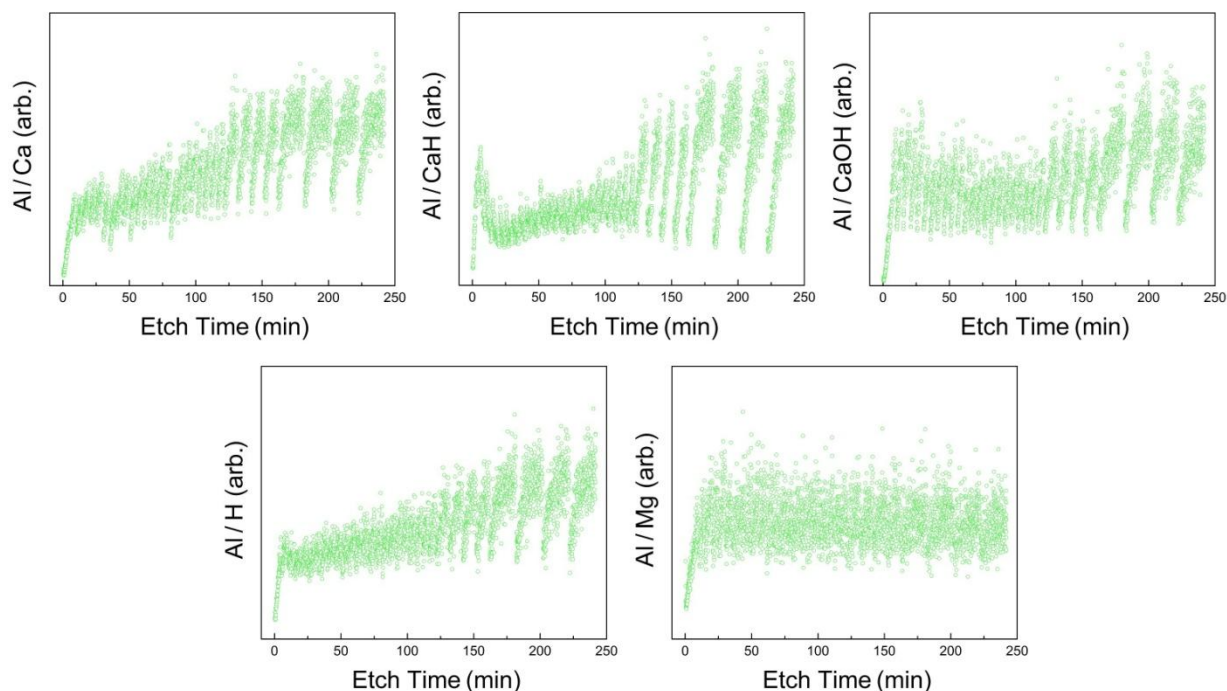 Al / Ca (arb.)
0 50 100 150 200 250
Etch Time (min)
Al / CaH (arb.)
0 50 100 150 200 250
Etch Time (min)
Al / CaOH (arb.)
0 50 100 150 200 250
Etch Time (min)
Al / H (arb.)
0 50 100 150 200 250
Etch Time (min)
Al / Mg (arb.)
0 50 100 150 200 250
Etch Time (min)